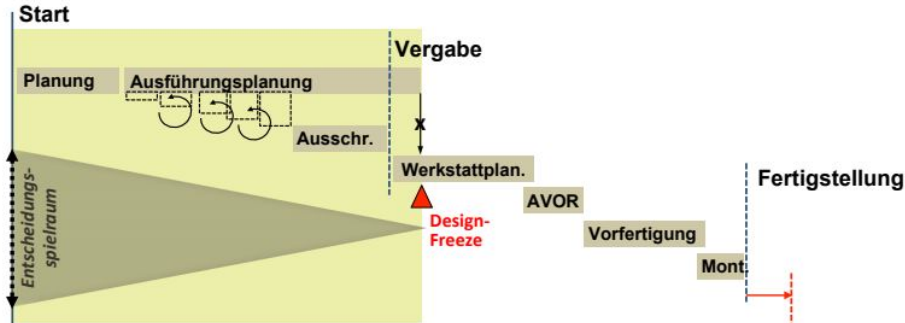 Start
Vergabe
Planung
Ausführungsplanung
x
Ausschr.
Werkstattplan.
Fertigstellung
AVOR
Design-
Freeze
Vorfertigung
Mont.
Entscheidungs-
spielraum